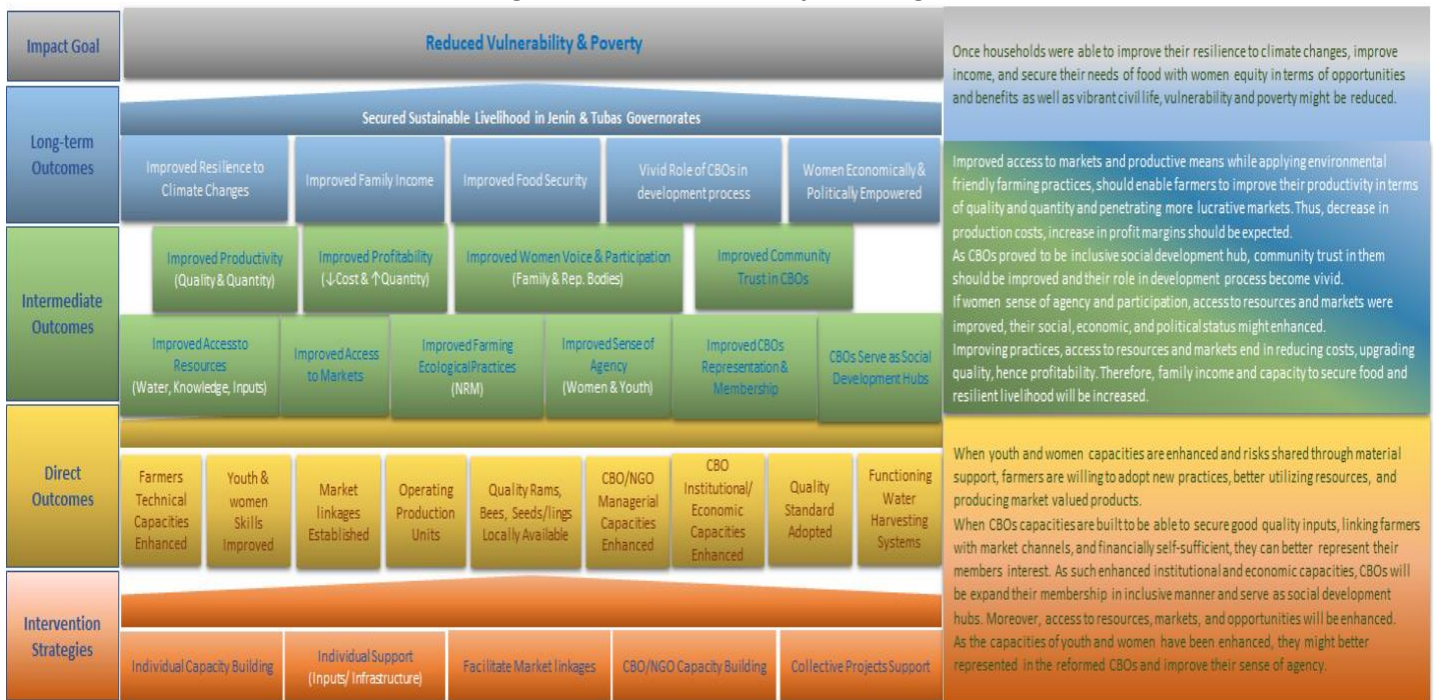 Impact Goal
Reduced Vulnerability & Poverty
Once households were able to improve their resilience to climate changes, improve
income, and secure their needs of food with women equity in terms of opportunities
and benefits as well as vibrant civil life, vulnerability and poverty might be reduced.
Long-term
Outcomes
Secured Sustainable Livelihood in Jenin & Tubas Governorates
Improved Resilience to
Climate Changes
Improved Family Income
Improved Food Security
Vivid Role of CBOs in
development process
Women Economically &
Politically Empowered
Improved access to markets and productive means while applying environmental
friendly farming practices, should enable farmers to improve their productivity in terms
of quality and quantity and penetrating more lucrative markets. Thus, decrease in
production costs, increase in profit margins should be expected.
As CBOs proved to be inclusive social development hub, community trust in them
should be improved and their role in development process become vivid.
If women sense of agency and participation, access to resources and markets were
improved, their social, economic, and political status might enhanced.
Improving practices, access to resources and markets end in reducing costs, upgrading
quality, hence profitability. Therefore, family income and capacity to secure food and
resilient livelihood will be increased.
Intermediate
Outcomes
Improved Productivity
(Quality & Quantity)
Improved Profitability
(↓Cost & ↑Quantity)
Improved Women Voice & Participation
(Family & Rep. Bodies)
Improved Community
Trust in CBOs
Improved Access to
Resources
(Water, Knowledge, Inputs)
Improved Access
to Markets
Improved Farming
Ecological Practices
(NRM)
Improved Sense of
Agency
(Women & Youth)
Improved CBOs
Representation &
Membership
CBOs Serve as Social
Development Hubs
Direct
Outcomes
Farmers
Technical
Capacities
Enhanced
Youth &
women
Skills
Improved
Market
linkages
Established
Operating
Production
Units
Quality Rams,
Bees, Seeds/lings
Locally Available
CBO/NGO
Managerial
Capacities
Enhanced
CBO
Institutional/
Economic
Capacities
Enhanced
Quality
Standard
Adopted
Functioning
Water
Harvesting
Systems
When youth and women capacities are enhanced and risks shared through material
support, farmers are willing to adopt new practices, better utilizing resources, and
producing market valued products.
When CBOs capacities are built to be able to secure good quality inputs, linking farmers
with market channels, and financially self-sufficient, they can better represent their
members interest. As such enhanced institutional and economic capacities, CBOs will
be expand their membership in inclusive manner and serve as social development
hubs. Moreover, access to resources, markets, and opportunities will be enhanced.
As the capacities of youth and women have been enhanced, they might better
represented in the reformed CBOs and improve their sense of agency.
Intervention
Strategies
Individual Capacity Building
Individual Support
(Inputs/ Infrastructure)
Facilitate Market linkages
CBO/NGO Capacity Building
Collective Projects Support